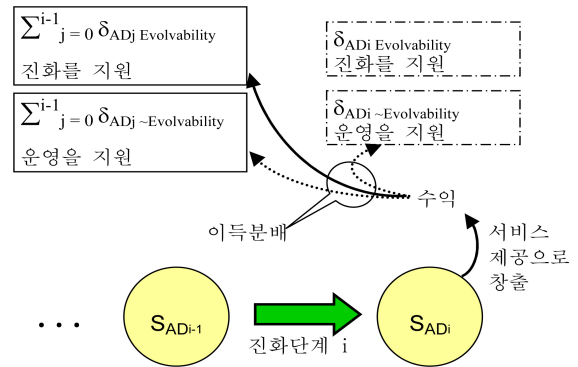 ∑i-1 j = 0 δADj Evolvability
진화를 지원
δADi Evolvability
진화를 지원
∑i-1 j = 0 δADj ~Evolvability
운영을 지원
δADi ~Evolvability
운영을 지원
수익
이득분배
서비스
제공으로
창출
...
SADi-1
SADi
진화단계 i